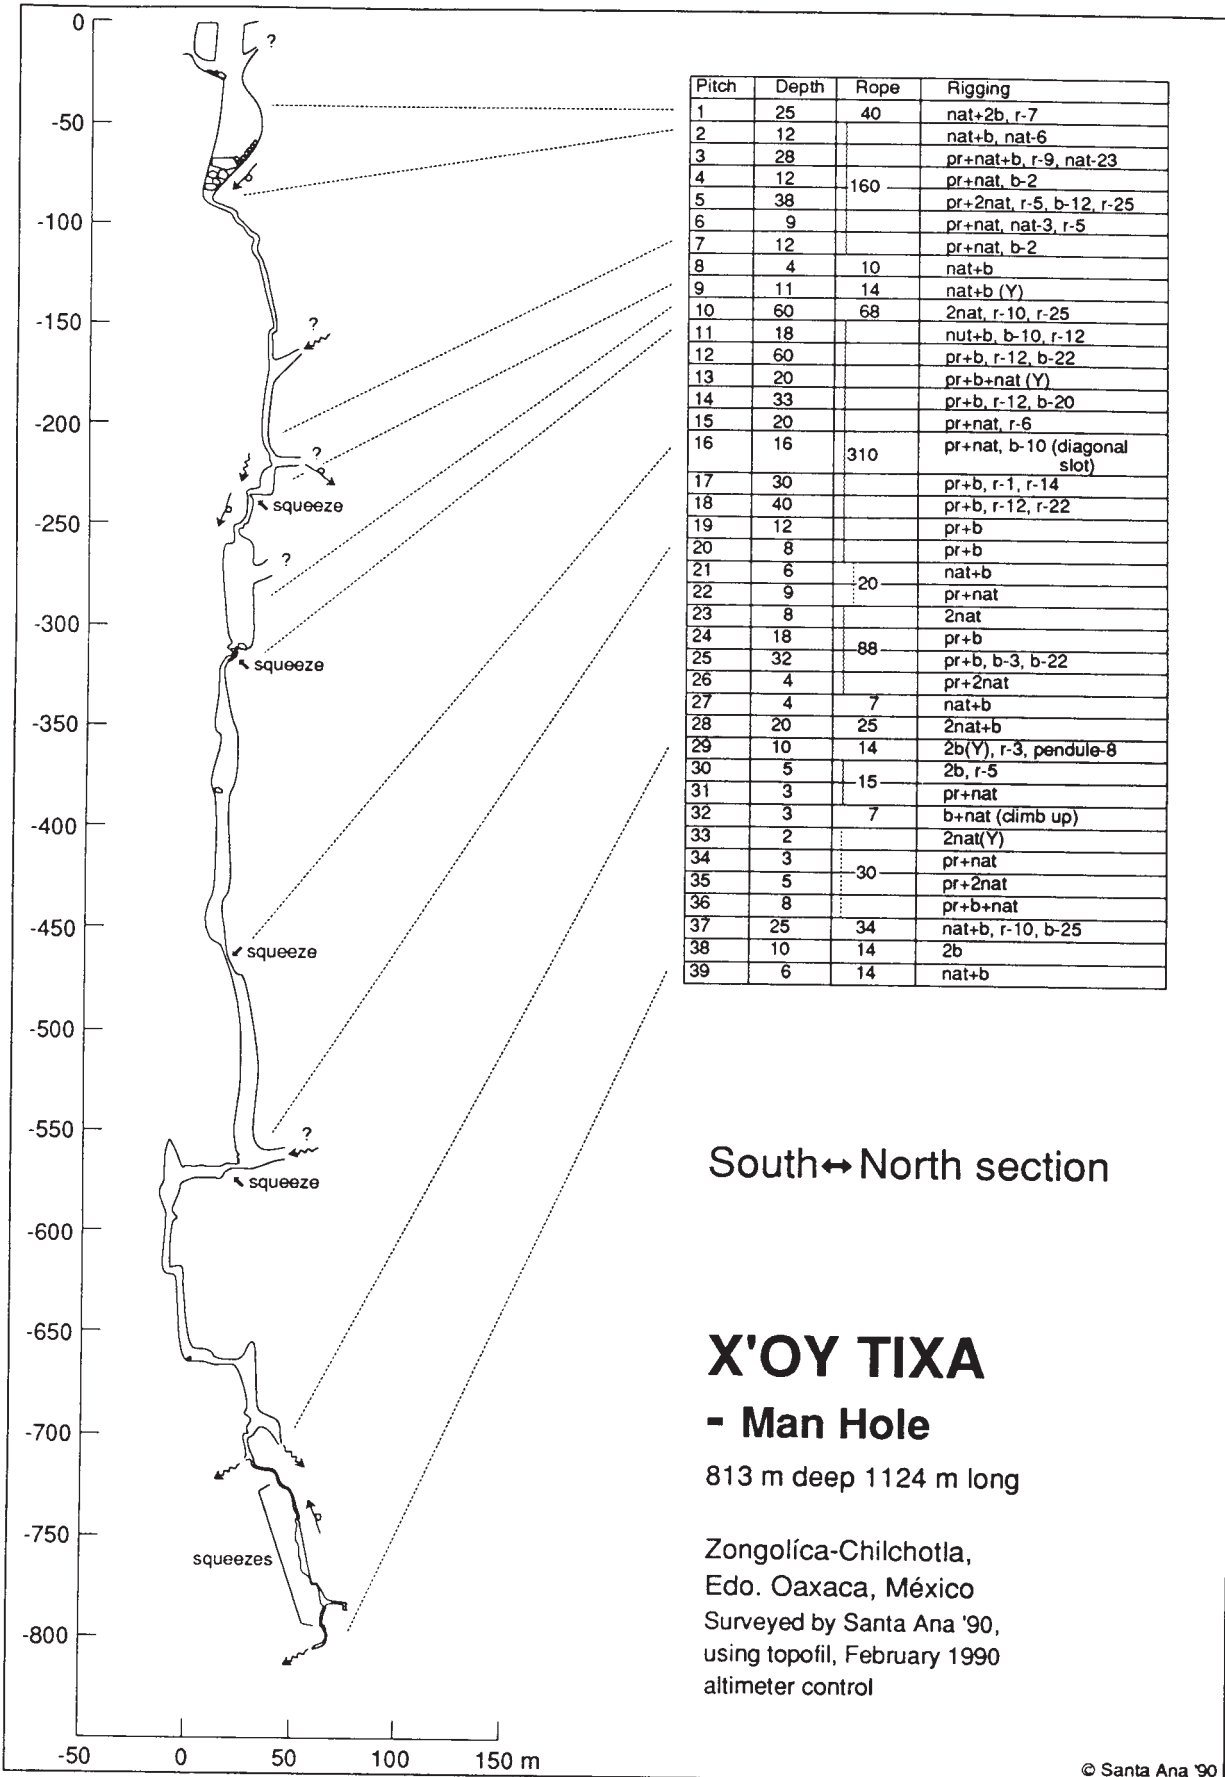 0
-50
-100
-150
-200
-250
-300
-350
-400
-450
-500
-550
-600
-650
-700
-750
-800
-50 0 50 100 150 m
?
?
?
squeeze
?
squeeze
squeeze
?
squeeze
squeezes
Pitch Depth Rope Rigging
1 25 40 nat+2b, r-7
2 12 nat+b, nat-6
3 28 pr+nat+b, r-9, nat-23
4 12 160 pr+nat, b-2
5 38 pr+2nat, r-5, b-12, r-25
6 9 pr+nat, nat-3, r-5
7 12 pr+nat, b-2
8 4 10 nat+b
9 11 14 nat+b (Y)
10 60 68 2nat, r-10, r-25
11 18 nut+b, b-10, r-12
12 60 pr+b, r-12, b-22
13 20 pr+b+nat (Y)
14 33 pr+b, r-12, b-20
15 20 pr+nat, r-6
16 16 310 pr+nat, b-10 (diagonal
slot)
17 30 pr+b, r-1, r-14
18 40 pr+b, r-12, r-22
19 12 pr+b
20 8 pr+b
21 6 20 nat+b
22 9 pr+nat
23 8 2nat
24 18 88 pr+b
25 32 pr+b, b-3, b-22
26 4 pr+2nat
27 4 7 nat+b
28 20 25 2nat+b
29 10 14 2b(Y), r-3, pendule-8
30 5 15 2b, r-5
31 3 pr+nat
32 3 7 b+nat (climb up)
33 2 2nat(Y)
34 3 30 pr+nat
35 5 pr+2nat
36 8 pr+b+nat
37 25 34 nat+b, r-10, b-25
38 10 14 2b
39 6 14 nat+b
South↔North section
X'OY TIXA
- Man Hole
813 m deep 1124 m long
Zongolíca-Chilchotla,
Edo. Oaxaca, México
Surveyed by Santa Ana '90,
using topofil, February 1990
altimeter control
© Santa Ana '90